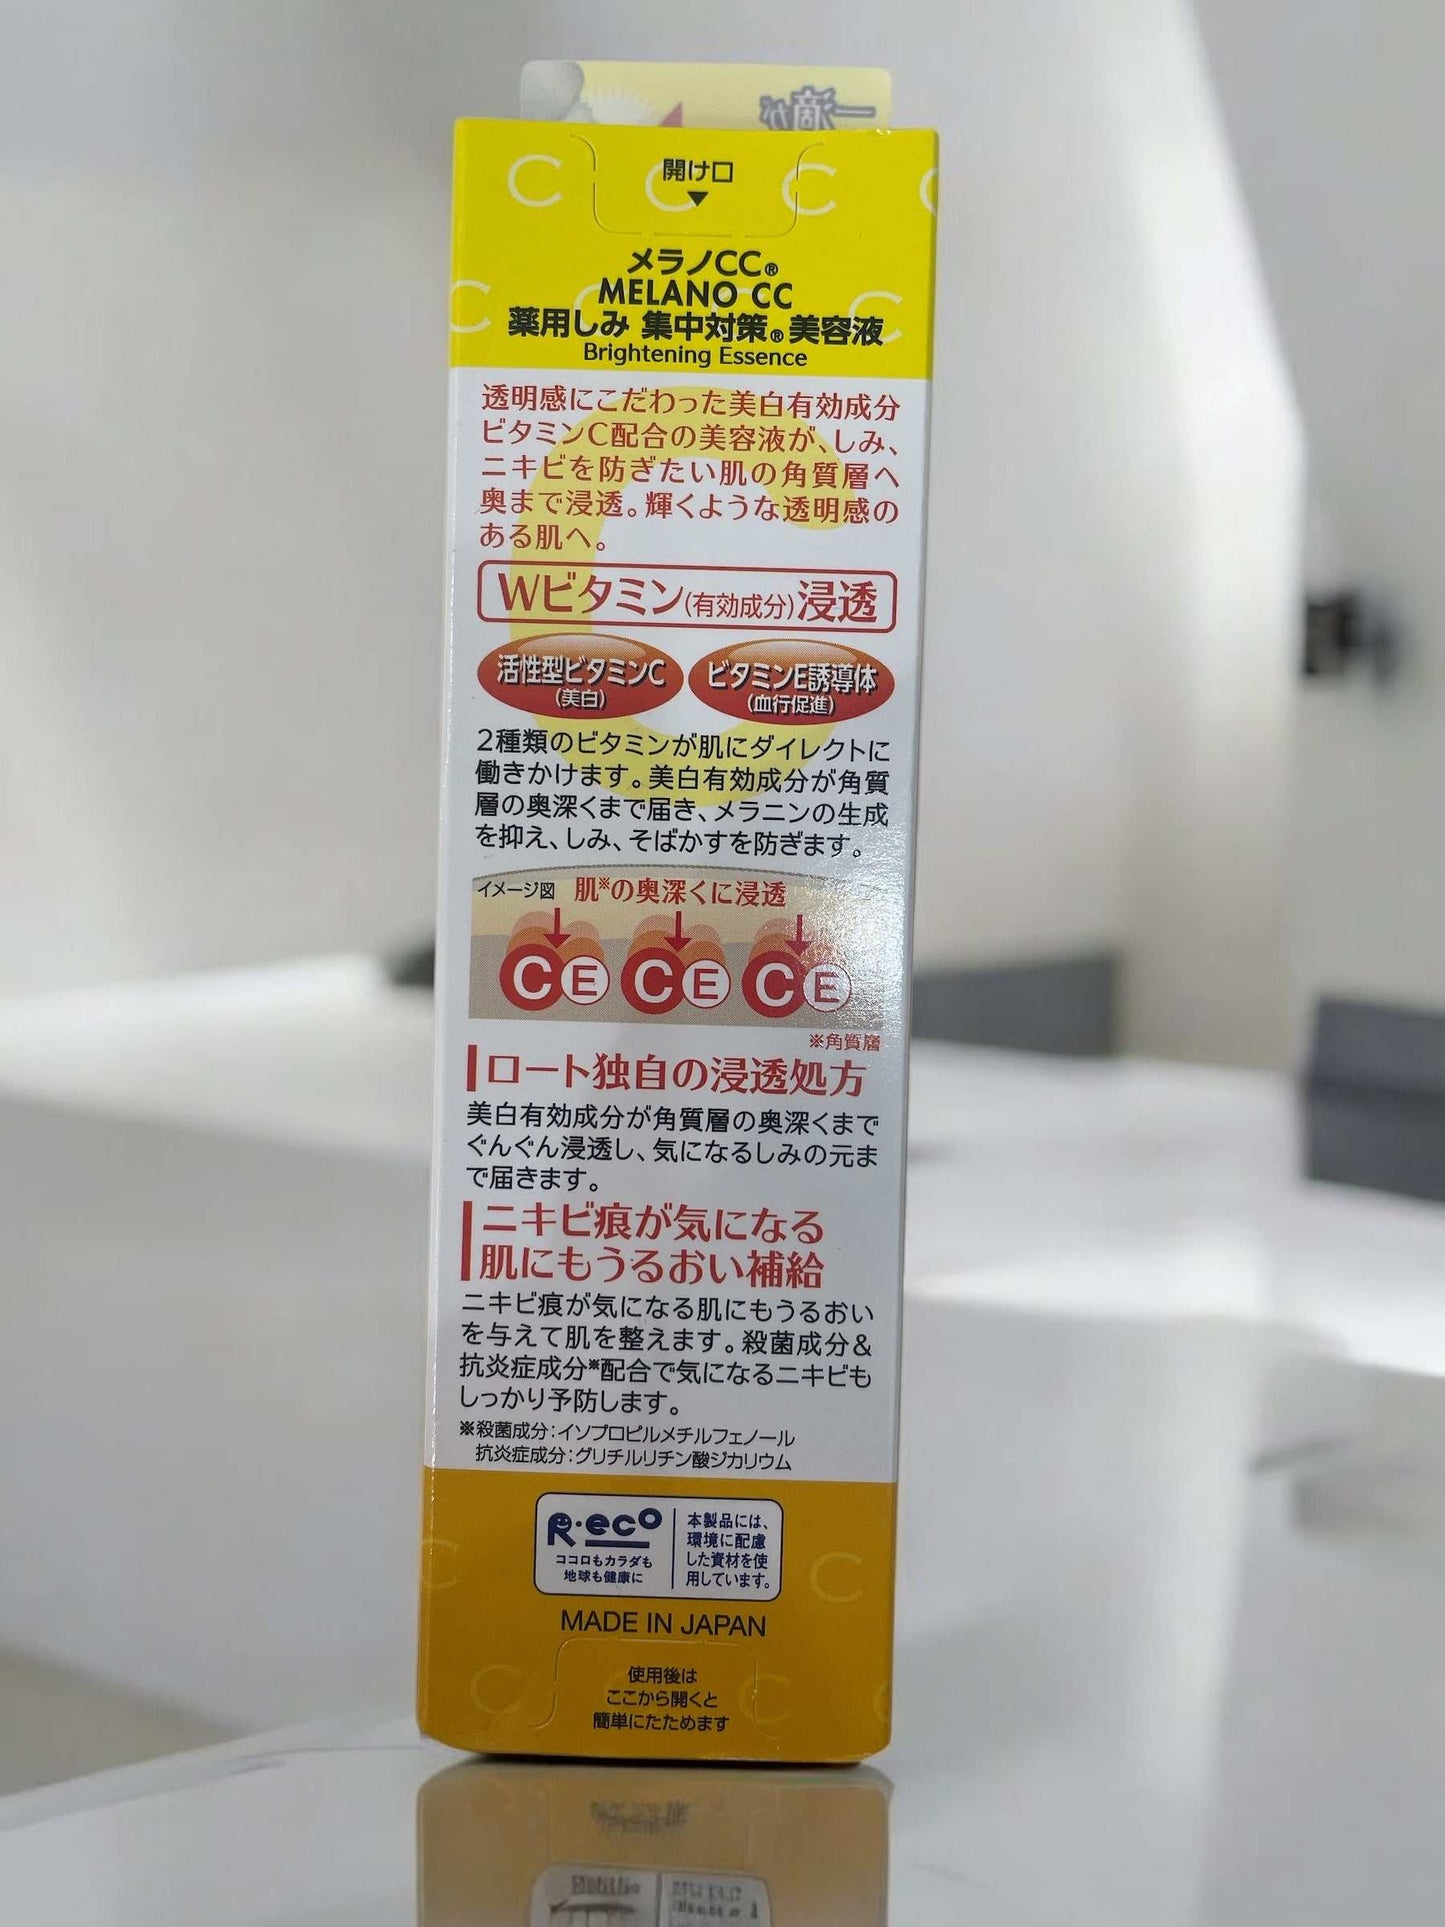 一滴が
開け口
メラノCC®
MELANO CC
薬用しみ 集中対策®美容液
Brightening Essence
透明感にこだわった美白有効成分
ビタミンC配合の美容液が、しみ、
ニキビを防ぎたい肌の角質層へ
奥まで浸透。輝くような透明感の
ある肌へ。
Wビタミン(有効成分)浸透
活性型ビタミンC
(美白)
ビタミンE誘導体
(血行促進)
2種類のビタミンが肌にダイレクトに
働きかけます。美白有効成分が角質
層の奥深くまで届き、メラニンの生成
を抑え、しみ、そばかすを防ぎます。
イメージ図 肌※の奥深くに浸透
C E C E C E
※角質層
ロート独自の浸透処方
美白有効成分が角質層の奥深くまで
ぐんぐん浸透し、気になるしみの元ま
で届きます。
ニキビ痕が気になる
肌にもうるおい補給
ニキビ痕が気になる肌にもうるおい
を与えて肌を整えます。殺菌成分&
抗炎症成分※配合で気になるニキビも
しっかり予防します。
※殺菌成分:イソプロピルメチルフェノール
抗炎症成分:グリチルリチン酸ジカリウム
R・eco
ココロもカラダも
地球も健康に
本製品には、
環境に配慮
した資材を使
用しています。
MADE IN JAPAN
使用後は
ここから開くと
簡単にたためます